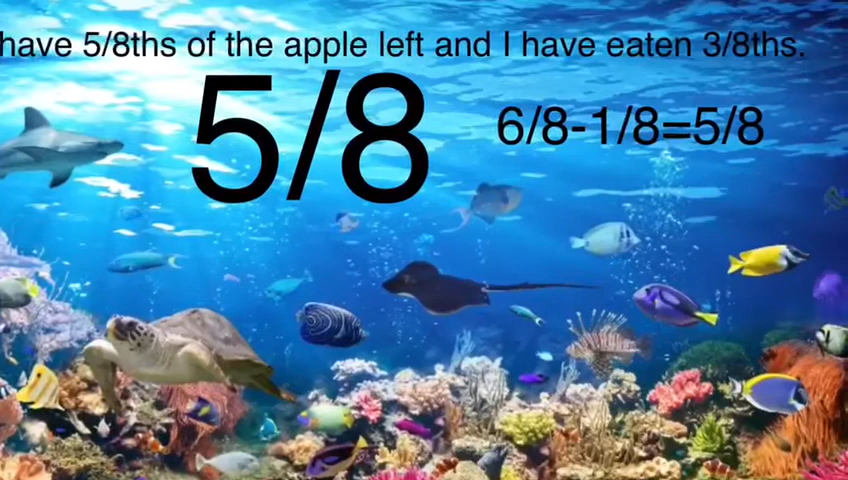 have 5/8ths of the apple left and I have eaten 3/8ths.
5/8
6/8-1/8=5/8